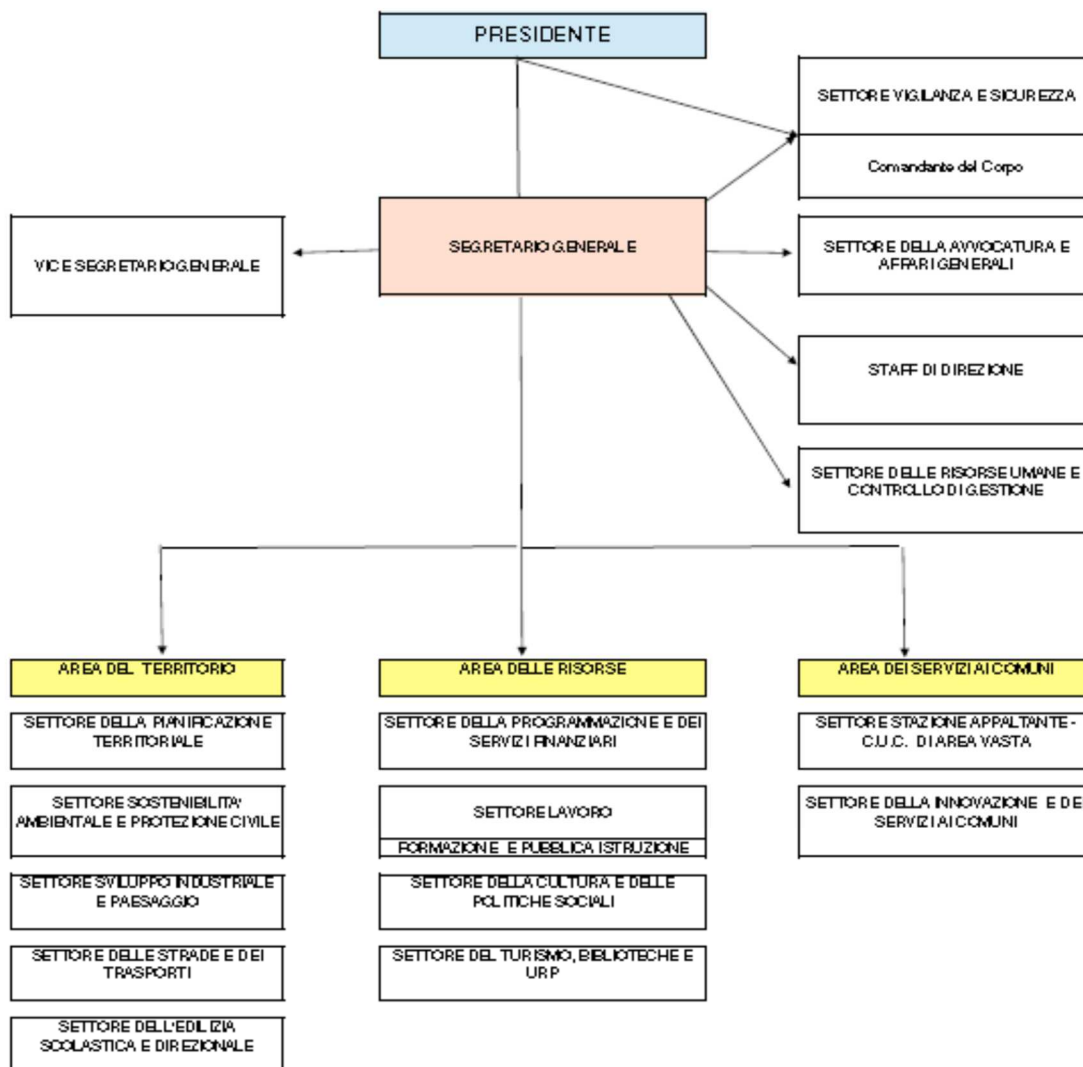 PRESIDENTE
SETTORE VIGILANZA E SICUREZZA
Comandante del Corpo
VICE SEGRETARIO GENERALE
SEGRETARIO GENERALE
SETTORE DELLA AVVOCATURA E
AFFARI GENERALI
STAFF DI DIREZIONE
SETTORE DELLE RISORSE UMANE E
CONTROLLO DI GESTIONE
AREA DEL TERRITORIO
SETTORE DELLA PIANIFICAZIONE
TERRITORIALE
SETTORE SOSTENIBILITA'
AMBIENTALE E PROTEZIONE CIVILE
SETTORE SVILUPPO INDUSTRIALE
E PAESAGGIO
SETTORE DELLE STRADE E DEI
TRASPORTI
SETTORE DELL'EDILIZIA
SCOLASTICA E DIREZIONALE
AREA DELLE RISORSE
SETTORE DELLA PROGRAMMAZIONE E DEI
SERVIZI FINANZIARI
SETTORE LAVORO
FORMAZIONE E PUBBLICA ISTRUZIONE
SETTORE DELLA CULTURA E DELLE
POLITICHE SOCIALI
SETTORE DEL TURISMO, BIBLIOTECHE E
URP
AREA DEI SERVIZI AI COMUNI
SETTORE STAZIONE APPALTANTE -
C.U.C. DI AREA VASTA
SETTORE DELLA INNOVAZIONE E DEI
SERVIZI AI COMUNI